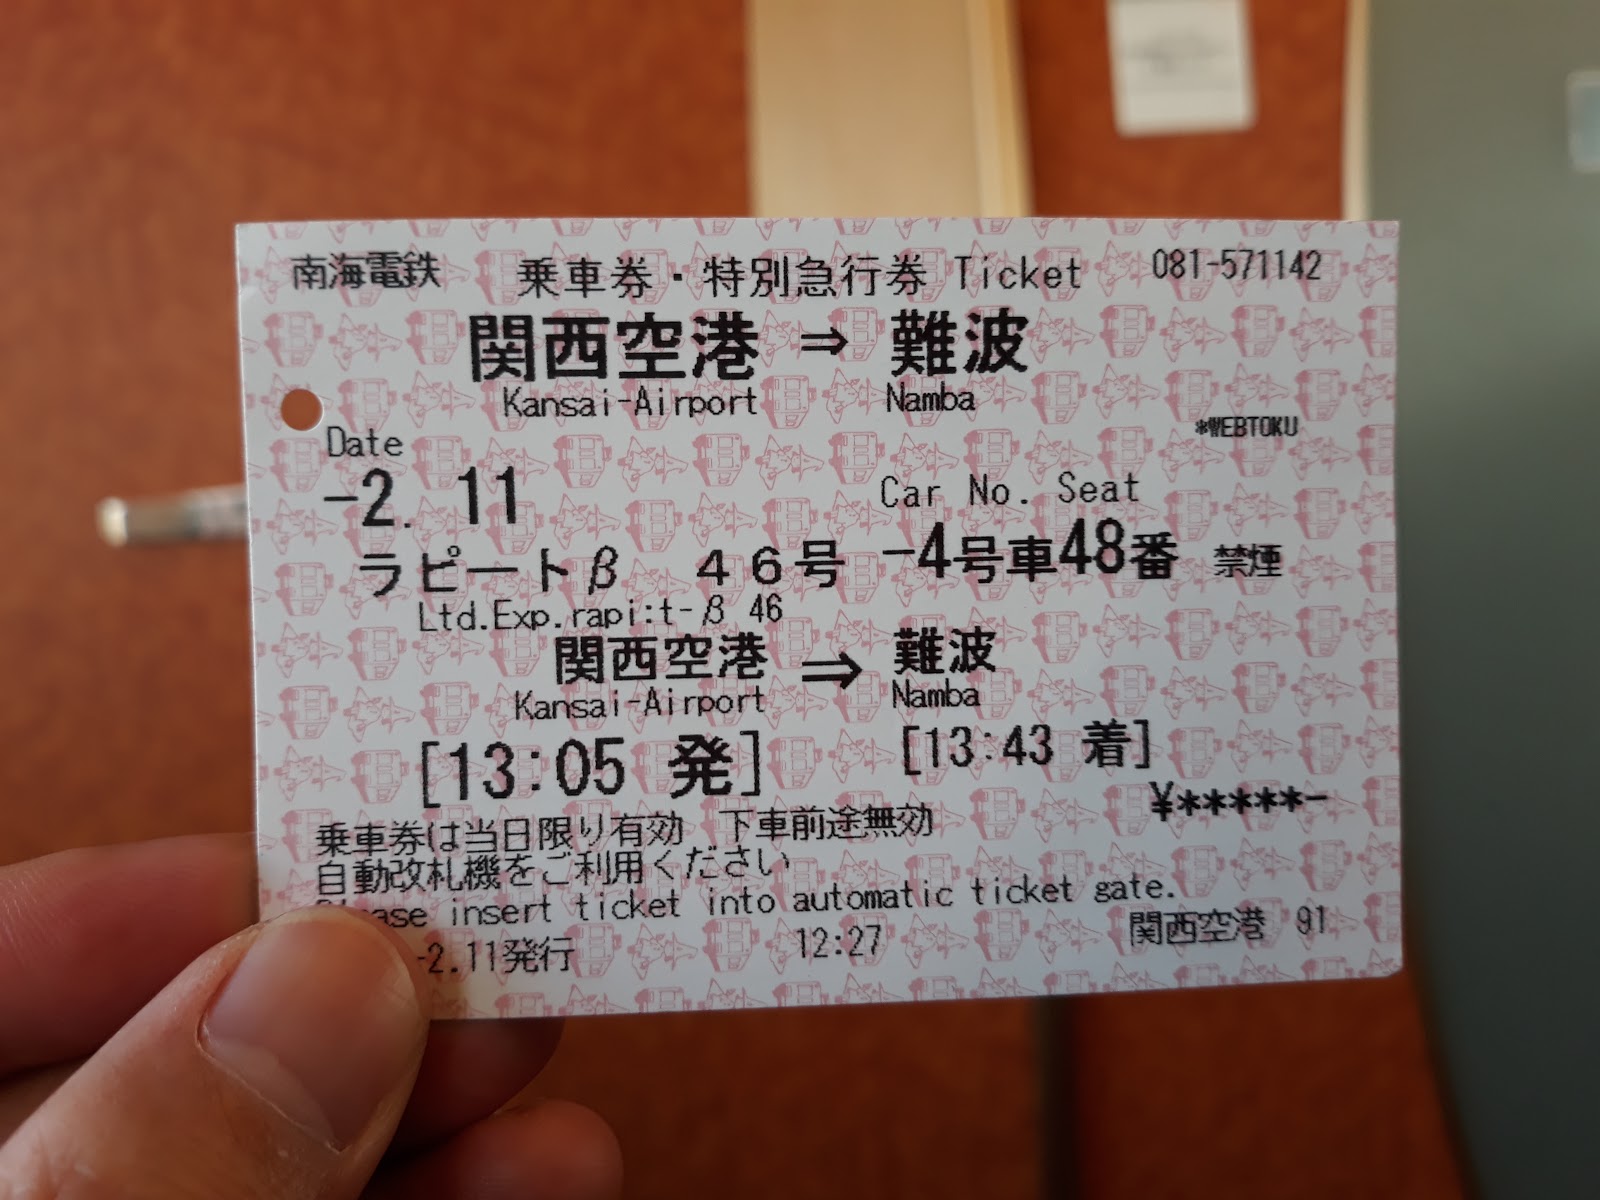 南海電鉄 乗車券・特別急行券 Ticket 081-571142
関西空港 ⇒ 難波
Kansai-Airport Namba
*WEBTOKU
Date
Car No. Seat
-2. 11
ラピートβ 46号 -4号車48番 禁煙
Ltd.Exp.rapi:t-β 46
関西空港 ⇒ 難波
Kansai-Airport Namba
[13:05 発] [13:43 着]
¥*****-
乗車券は当日限り有効 下車前途無効
自動改札機をご利用ください
insert ticket into automatic ticket gate.
-2.11発行 12:27 関西空港 91